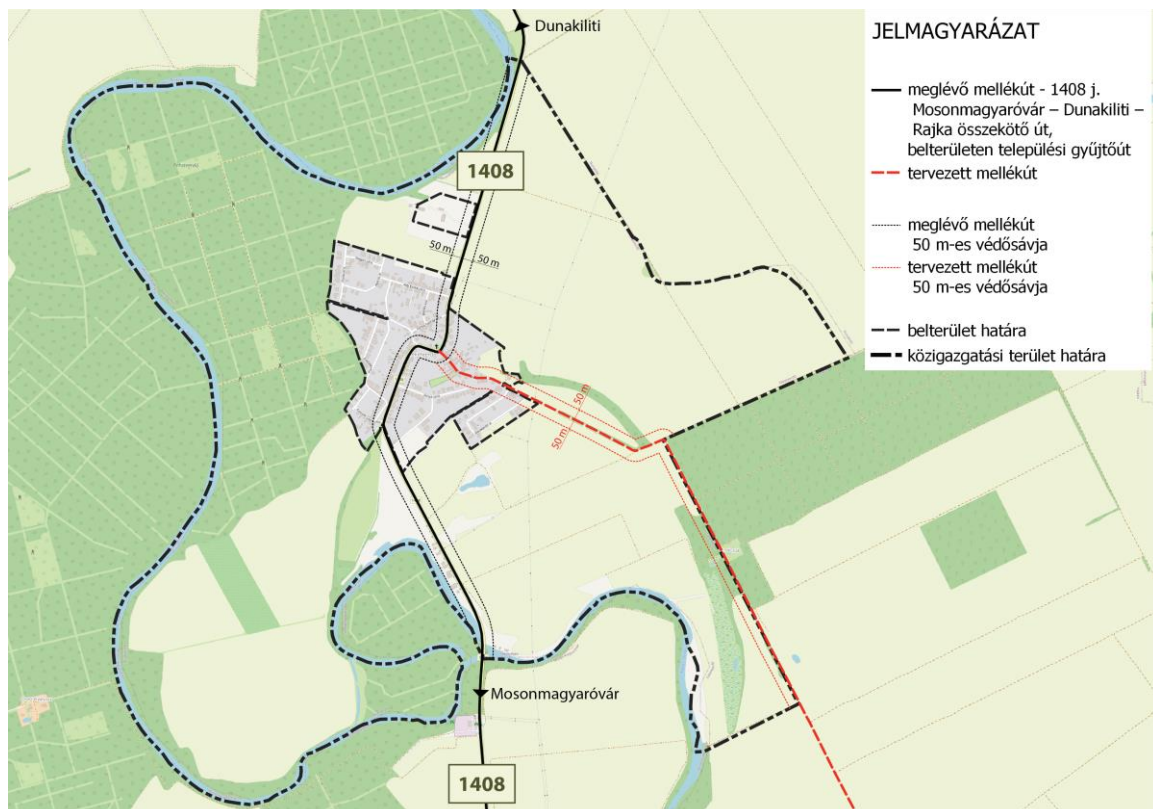 Dunakiliti
1408
50 m
50 m
50 m
50 m
Mosonmagyaróvár
1408
JELMAGYARÁZAT
meglévő mellékút - 1408 j.
Mosonmagyaróvár – Dunakiliti –
Rajka összekötő út,
belterületen települési gyűjtőút
tervezett mellékút
meglévő mellékút
50 m-es védősávja
tervezett mellékút
50 m-es védősávja
belterület határa
közigazgatási terület határa